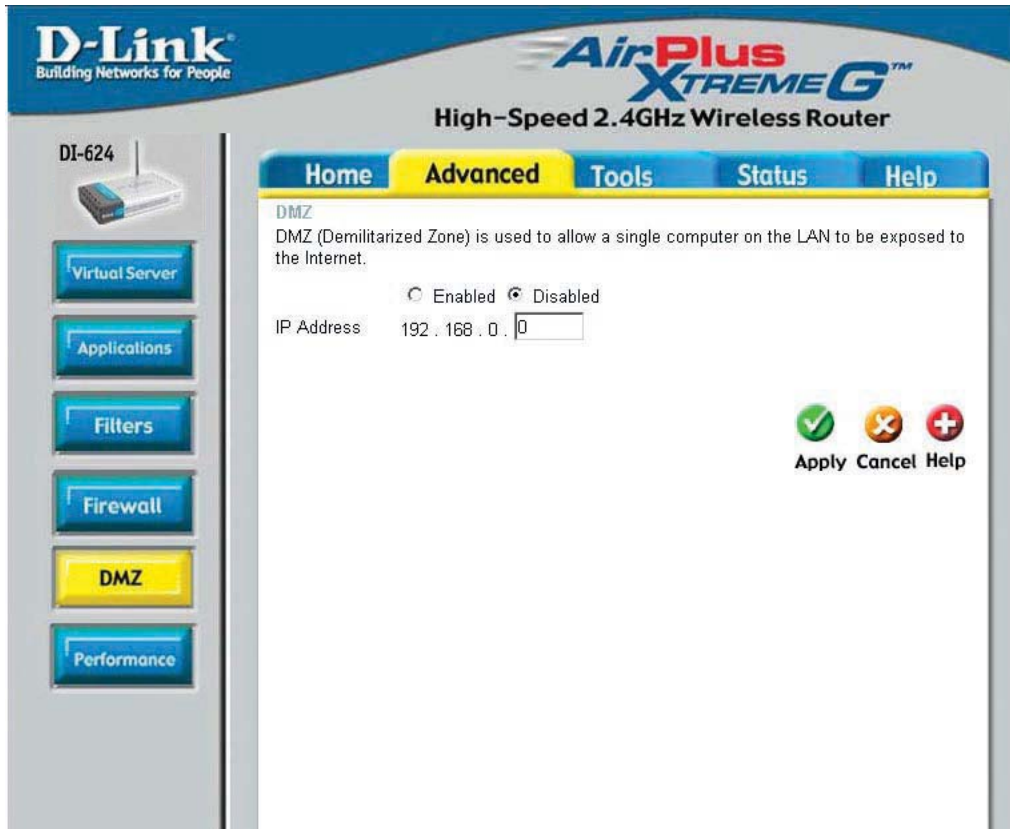 D-Link
Building Networks for People
AirPlus
XTREME G™
High-Speed 2.4GHz Wireless Router
DI-624
Home
Advanced
Tools
Status
Help
Virtual Server
Applications
Filters
Firewall
DMZ
Performance
DMZ
DMZ (Demilitarized Zone) is used to allow a single computer on the LAN to be exposed to
the Internet.
Enabled Disabled
IP Address 192 . 168 . 0 . 0
Apply Cancel Help